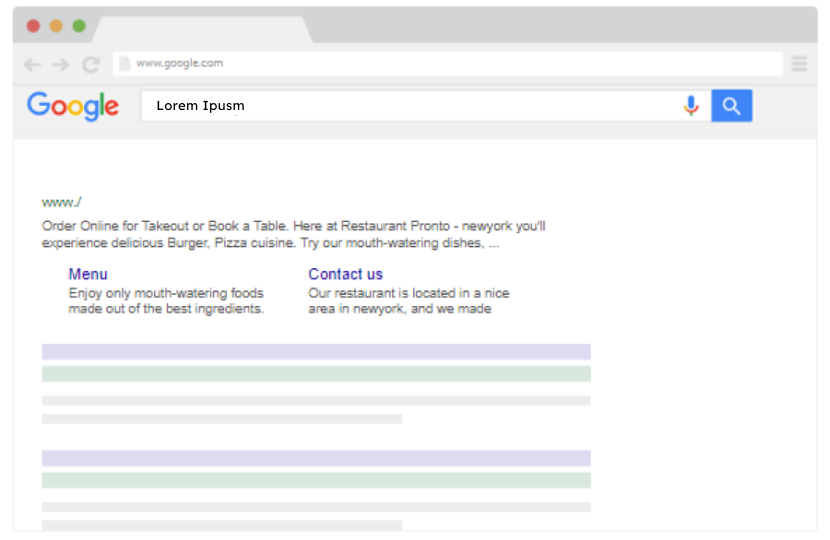 www.google.com
Google
Lorem Ipusm
www./
Order Online for Takeout or Book a Table. Here at Restaurant Pronto - newyork you'll
experience delicious Burger, Pizza cuisine. Try our mouth-watering dishes, ...
Menu
Enjoy only mouth-watering foods
made out of the best ingredients.
Contact us
Our restaurant is located in a nice
area in newyork, and we made